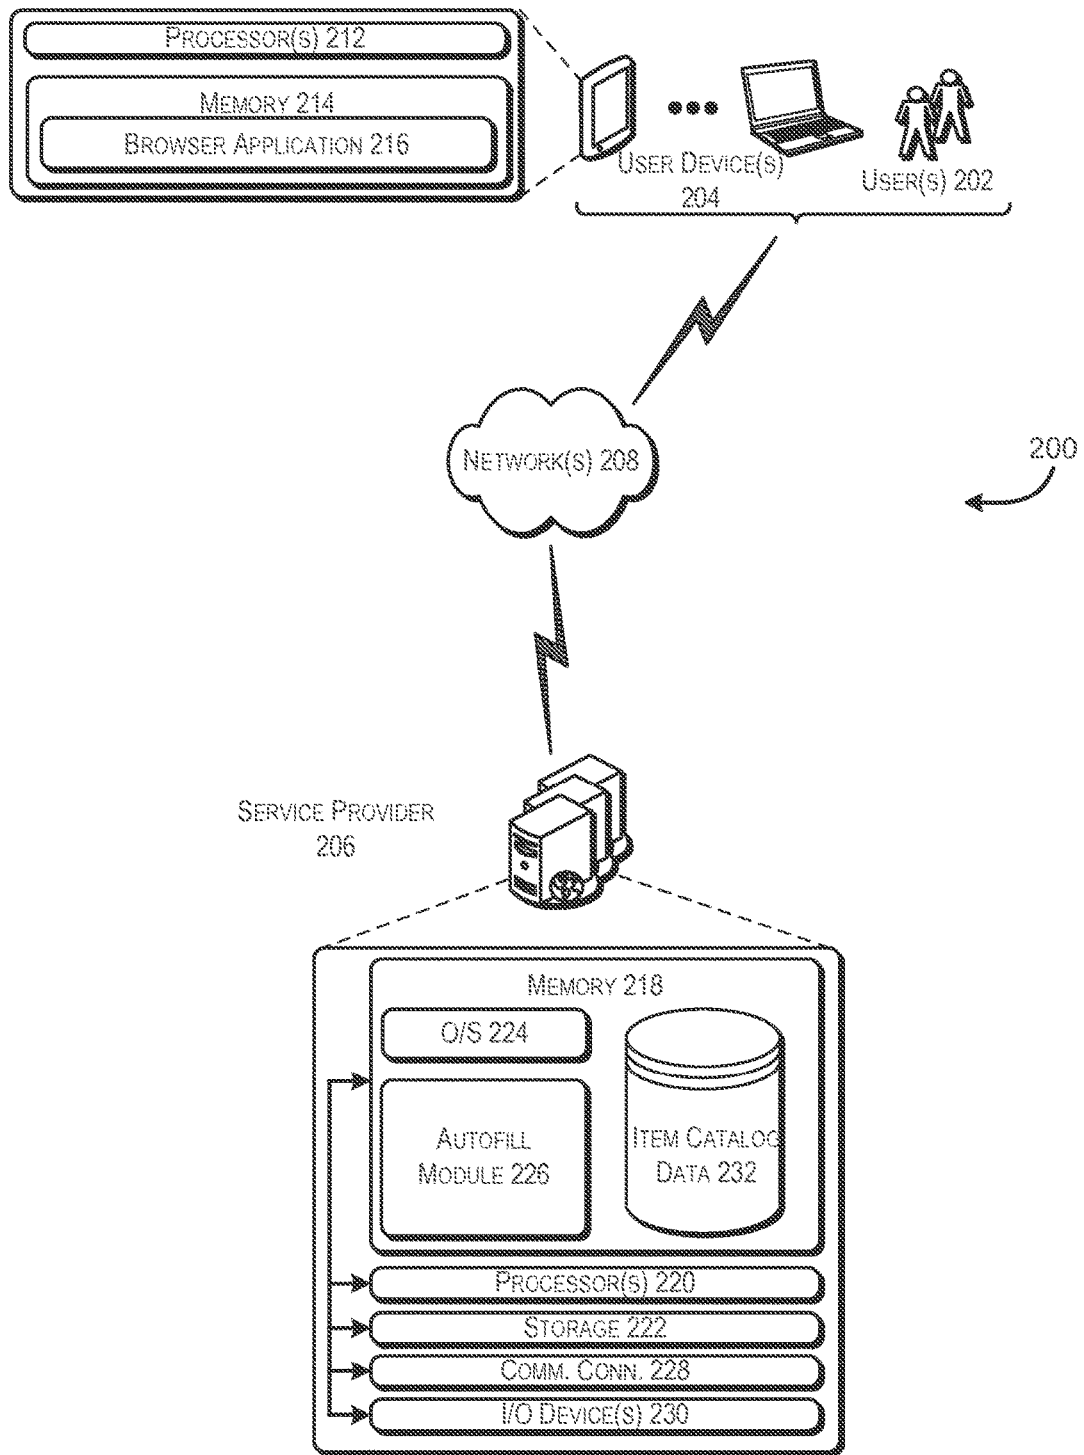 PROCESSOR(S) 212
MEMORY 214
BROWSER APPLICATION 216
USER DEVICE(S)
204
USER(S) 202
NETWORK(S) 208
200
SERVICE PROVIDER
206
MEMORY 218
O/S 224
AUTOFILL
MODULE 226
ITEM CATALOG
DATA 232
PROCESSOR(S) 220
STORAGE 222
COMM. CONN. 228
I/O DEVICE(S) 230